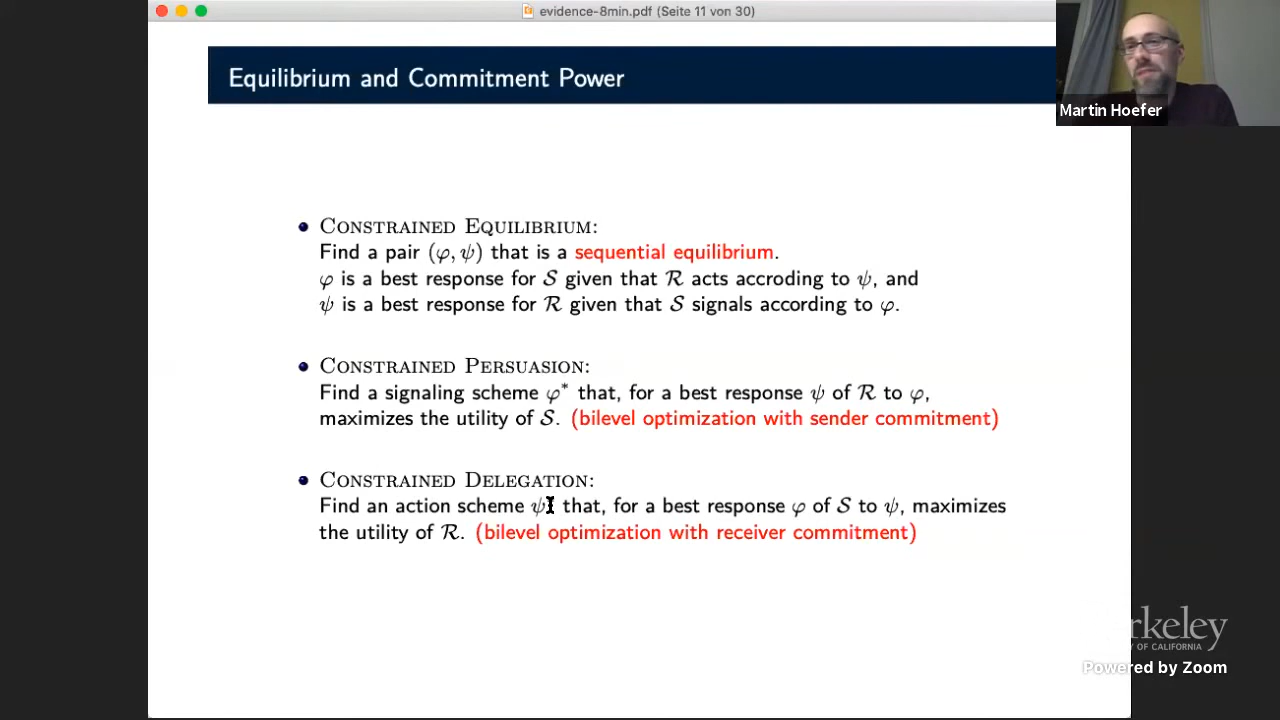 evidence-8min.pdf (Seite 11 von 30)
Equilibrium and Commitment Power
Martin Hoefer
• Constrained Equilibrium:
Find a pair (φ, ψ) that is a sequential equilibrium.
φ is a best response for S given that R acts accroding to ψ, and
ψ is a best response for R given that S signals according to φ.
• Constrained Persuasion:
Find a signaling scheme φ* that, for a best response ψ of R to φ,
maximizes the utility of S. (bilevel optimization with sender commitment)
• Constrained Delegation:
Find an action scheme ψ that, for a best response φ of S to ψ, maximizes
the utility of R. (bilevel optimization with receiver commitment)
rkeley
Y OF CALIFORNIA
Powered by Zoom